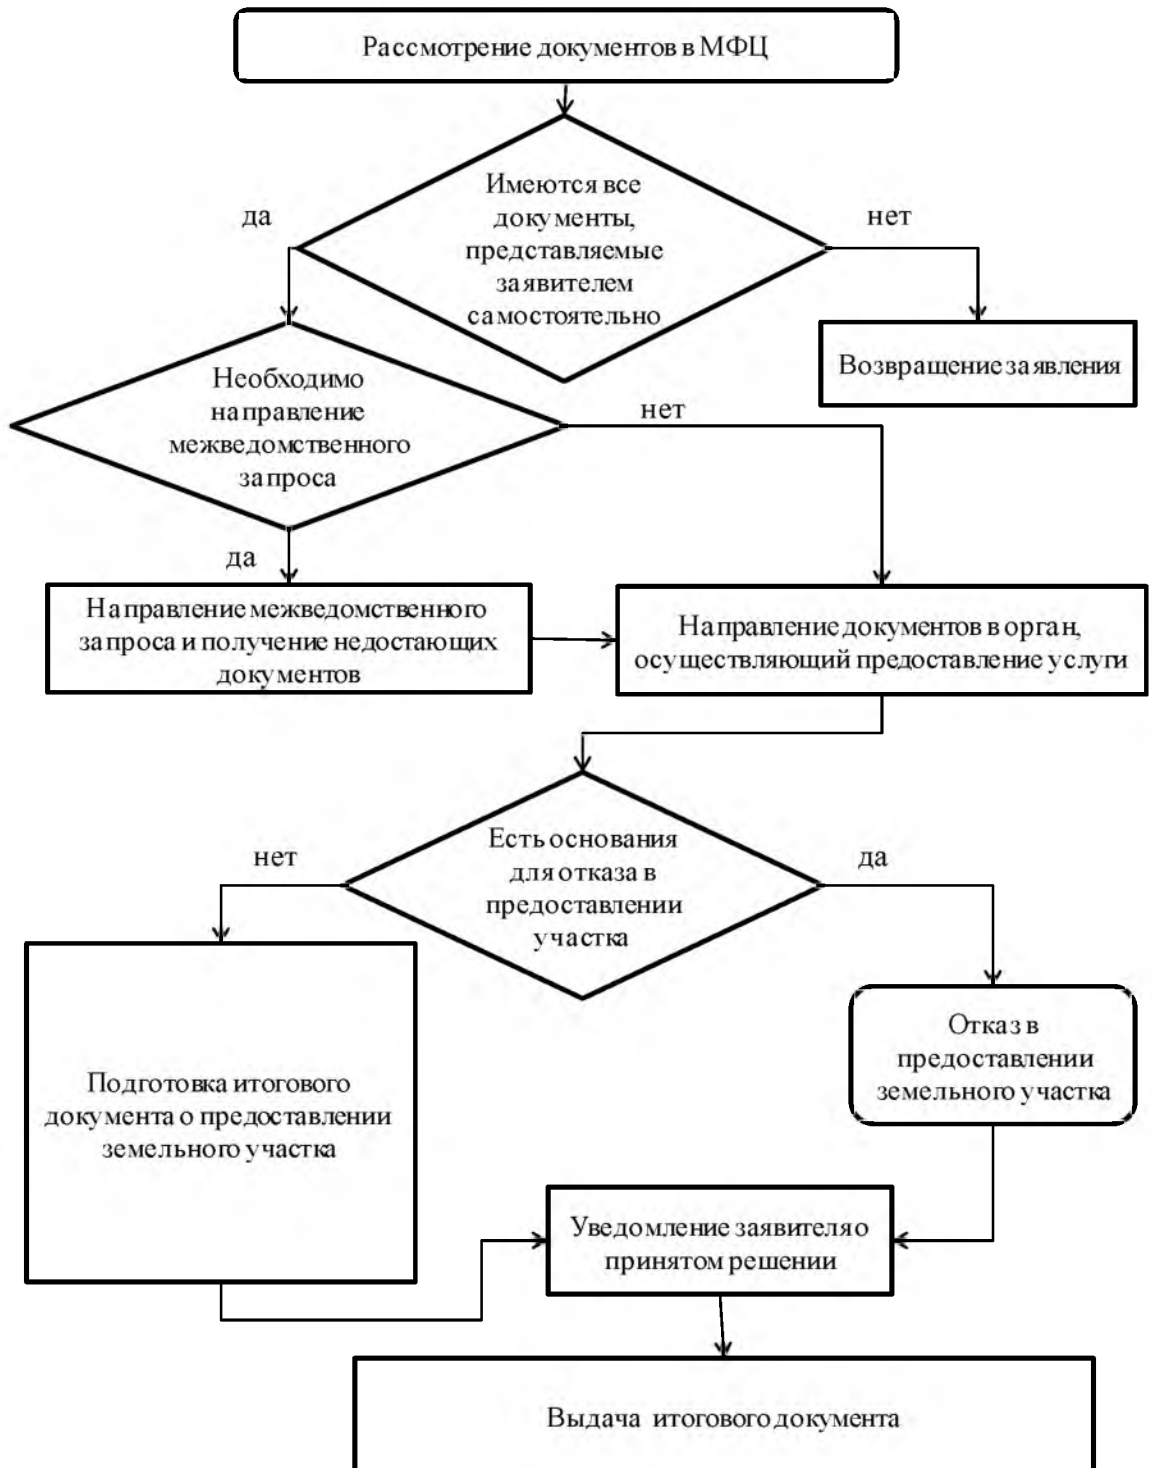 Рассмотрение документов в МФЦ
Имеются все
документы,
представляемые
заявителем
самостоятельно
да
нет
Возвращение заявления
Необходимо
направление
межведомственного
запроса
нет
да
Направление межведомственного
запроса и получение недостающих
документов
Направление документов в орган,
осуществляющий предоставление услуги
Есть основания
для отказа в
предоставлении
участка
нет
да
Подготовка итогового
документа о предоставлении
земельного участка
Отказ в
предоставлении
земельного участка
Уведомление заявителя о
принятом решении
Выдача итогового документа